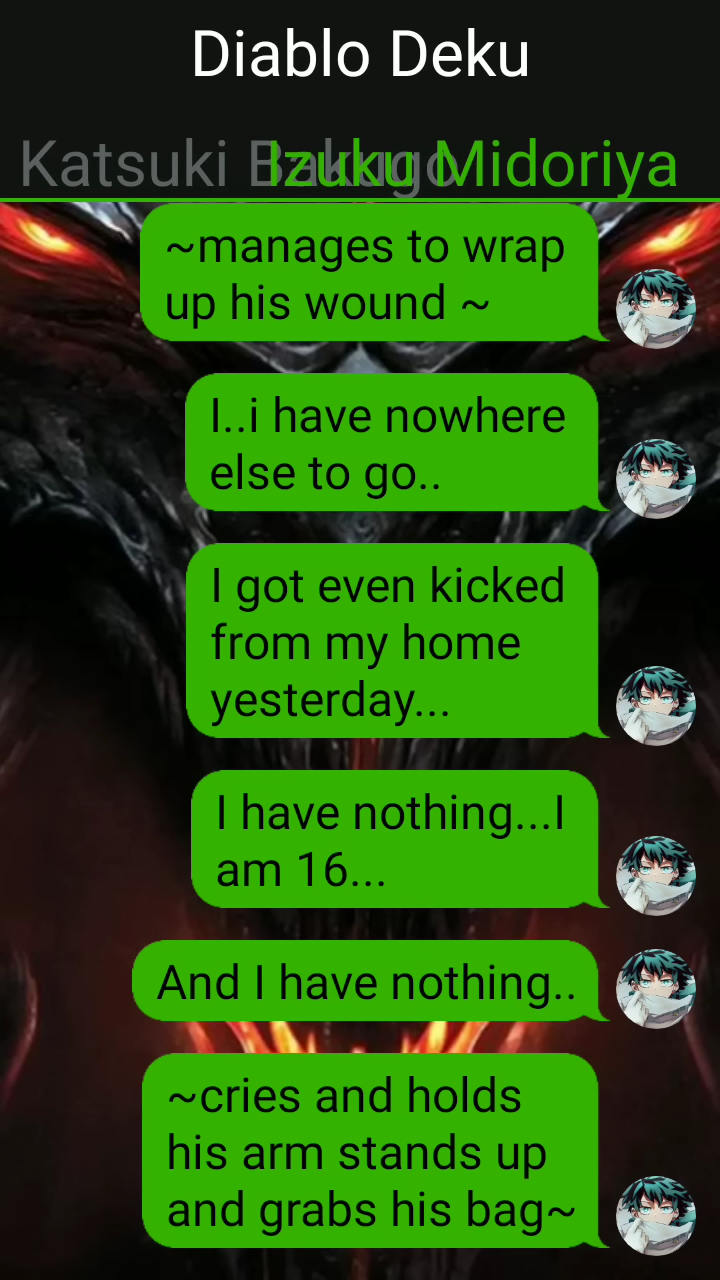 Diablo Deku
Katsuki Bakugo
Izuku Midoriya
~manages to wrap
up his wound ~
I..i have nowhere
else to go..
I got even kicked
from my home
yesterday...
I have nothing...I
am 16...
And I have nothing..
~cries and holds
his arm stands up
and grabs his bag~